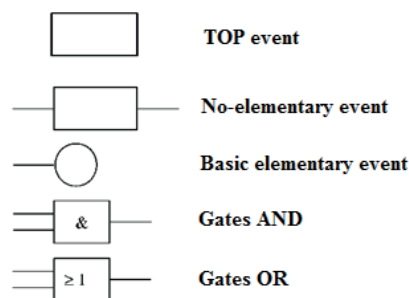 TOP event
No-elementary event
Basic elementary event
& Gates AND
≥ 1 Gates OR